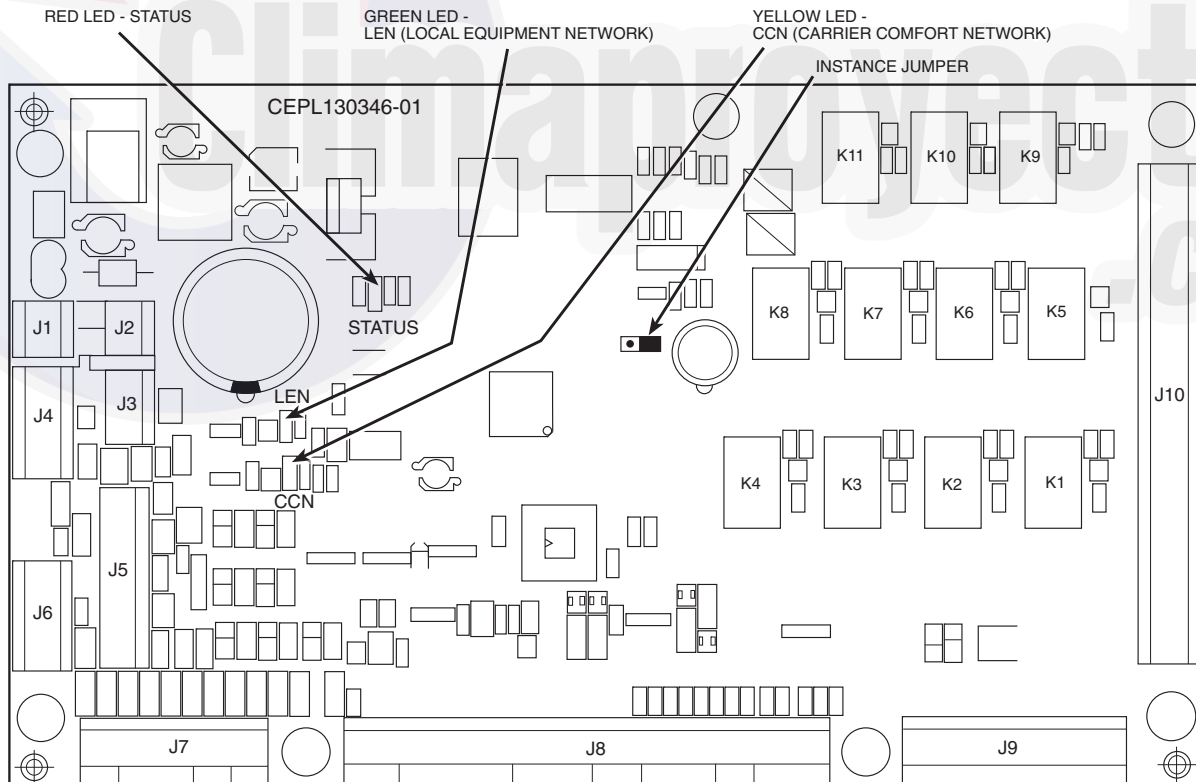 RED LED - STATUS
GREEN LED -
LEN (LOCAL EQUIPMENT NETWORK)
YELLOW LED -
CCN (CARRIER COMFORT NETWORK)
INSTANCE JUMPER
Climaproyect
.c
CEPL130346-01
K11
K10
K9
K8
K7
K6
K5
STATUS
J1
J2
J3
J4
LEN
J10
CCN
K4
K3
K2
K1
J5
J6
J7
J8
J9